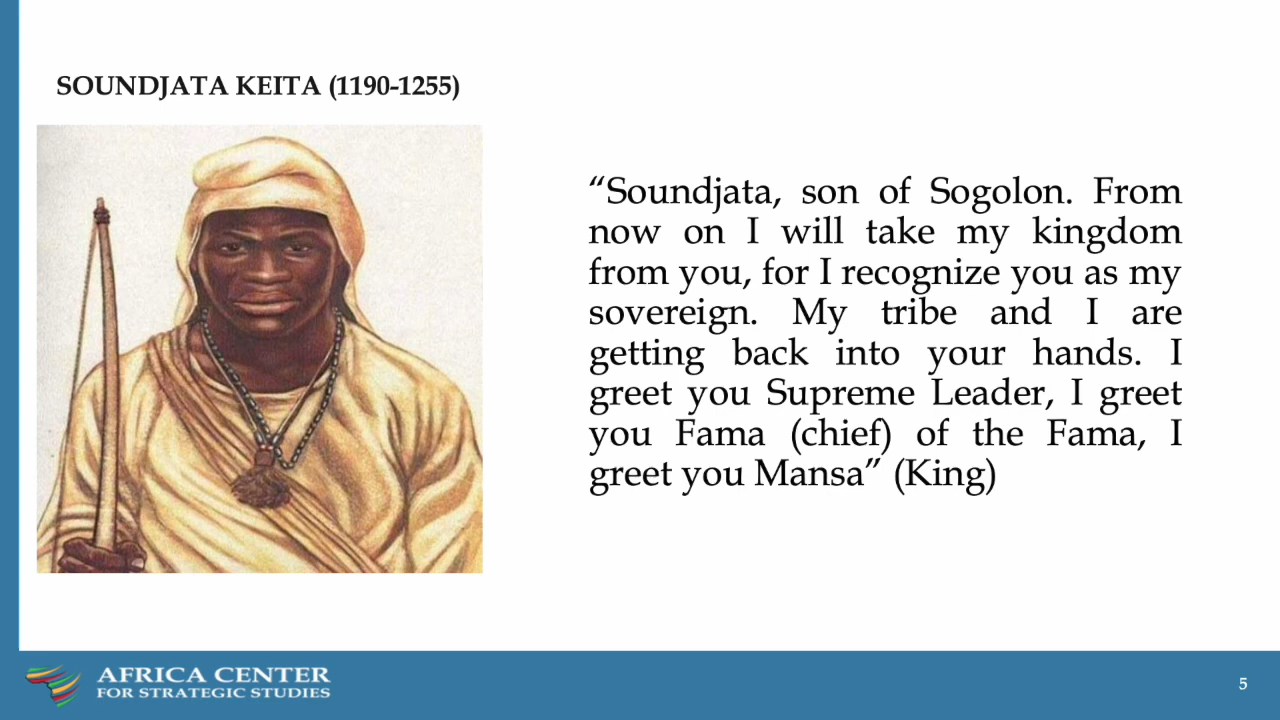 SOUNDJATA KEITA (1190-1255)
“Soundjata, son of Sogolon. From
now on I will take my kingdom
from you, for I recognize you as my
sovereign. My tribe and I are
getting back into your hands. I
greet you Supreme Leader, I greet
you Fama (chief) of the Fama, I
greet you Mansa” (King)
AFRICA CENTER
FOR STRATEGIC STUDIES
5